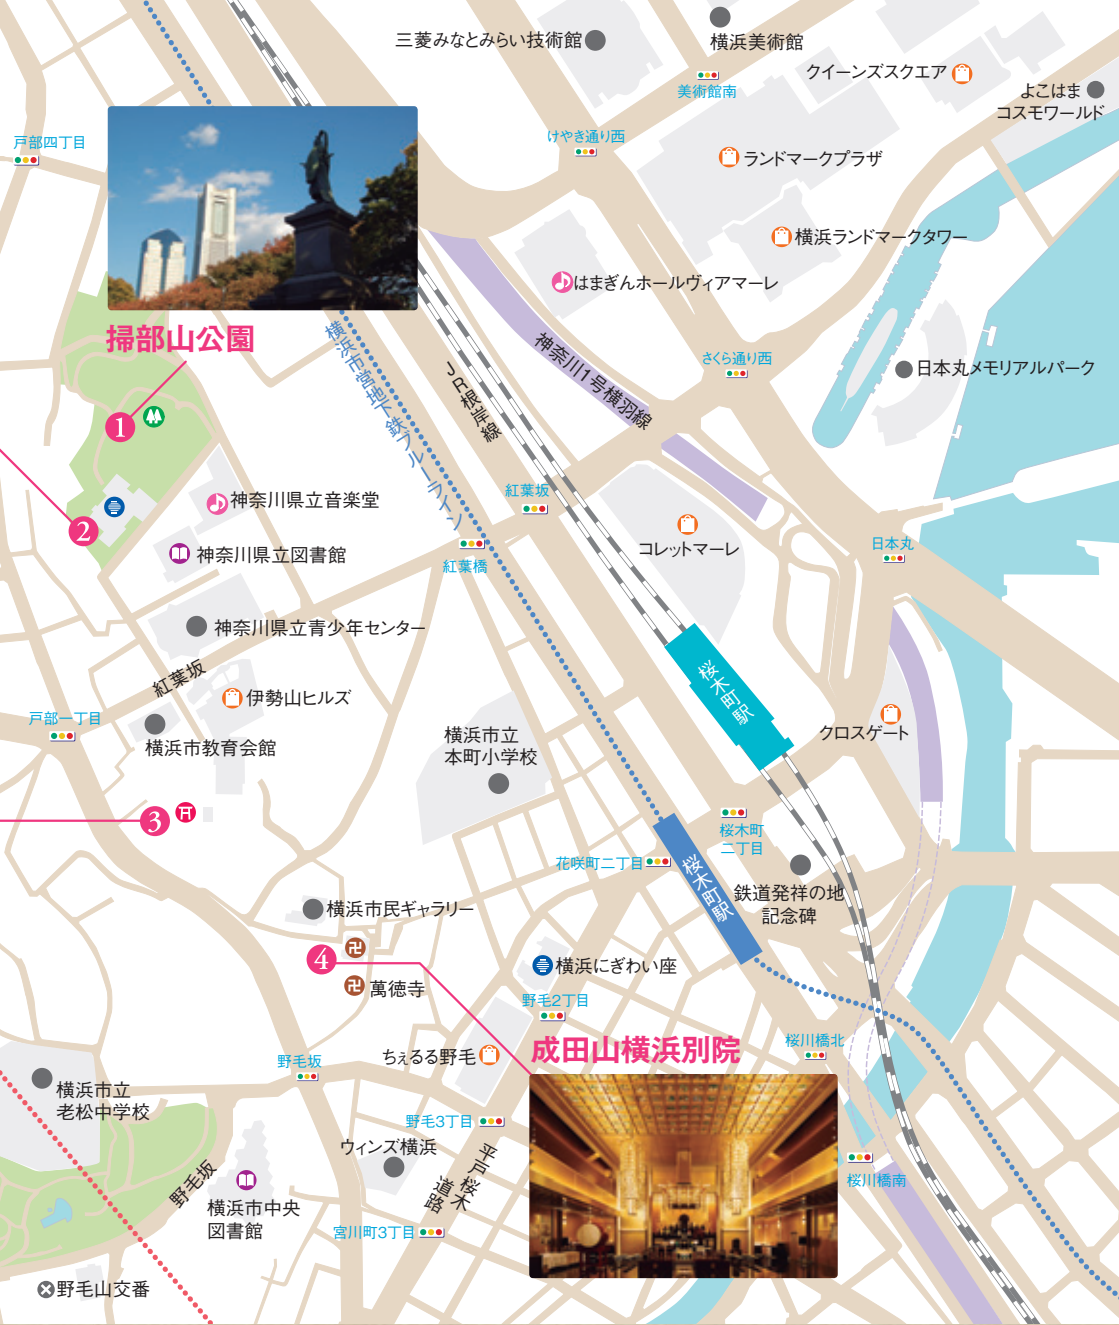 三菱みなとみらい技術館
横浜美術館
クイーンズスクエア
よこはま
コスモワールド
美術館南
戸部四丁目
けやき通り西
ランドマークプラザ
横浜ランドマークタワー
はまぎんホールヴィアマーレ
掃部山公園
横浜市営地下鉄ブルーライン
JR根岸線
神奈川1号横羽線
さくら通り西
日本丸メモリアルパーク
1
2
神奈川県立音楽堂
紅葉坂
神奈川県立図書館
紅葉橋
コレットマーレ
日本丸
神奈川県立青少年センター
紅葉坂
伊勢山ヒルズ
桜木町駅
戸部一丁目
横浜市教育会館
横浜市立
本町小学校
クロスゲート
3
桜木町
二丁目
花咲町二丁目
桜木町駅
鉄道発祥の地
記念碑
横浜市民ギャラリー
4
萬徳寺
横浜にぎわい座
野毛2丁目
ちぇるる野毛
成田山横浜別院
桜川橋北
野毛坂
横浜市立
老松中学校
野毛3丁目
ウィンズ横浜
平戸桜木
道路
野毛坂
横浜市中央
図書館
桜川橋南
宮川町3丁目
野毛山交番